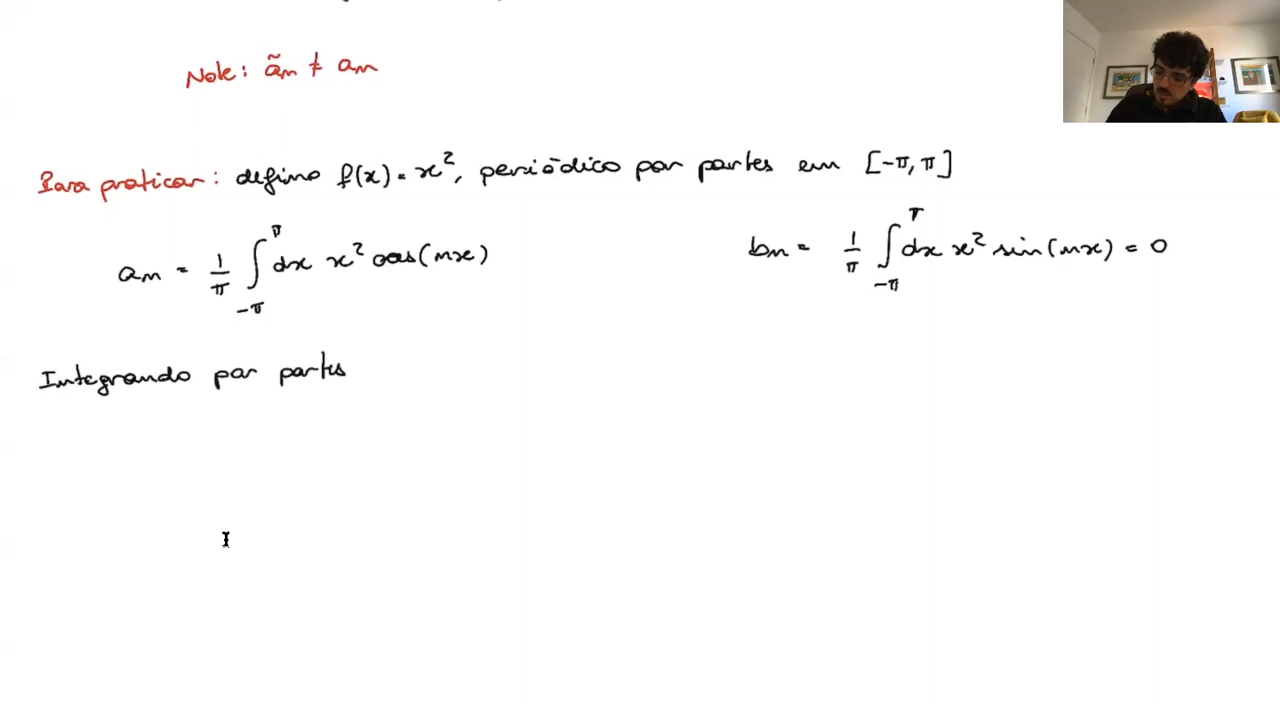 Note: ãₙ ≠ aₙ
Para praticar: defino f(x) = x², periódico por partes em [-π, π]
aₙ = 1/π ∫_{-π}^{π} dx x² cos(nx)
bₙ = 1/π ∫_{-π}^{π} dx x² sin(nx) = 0
Integrando por partes